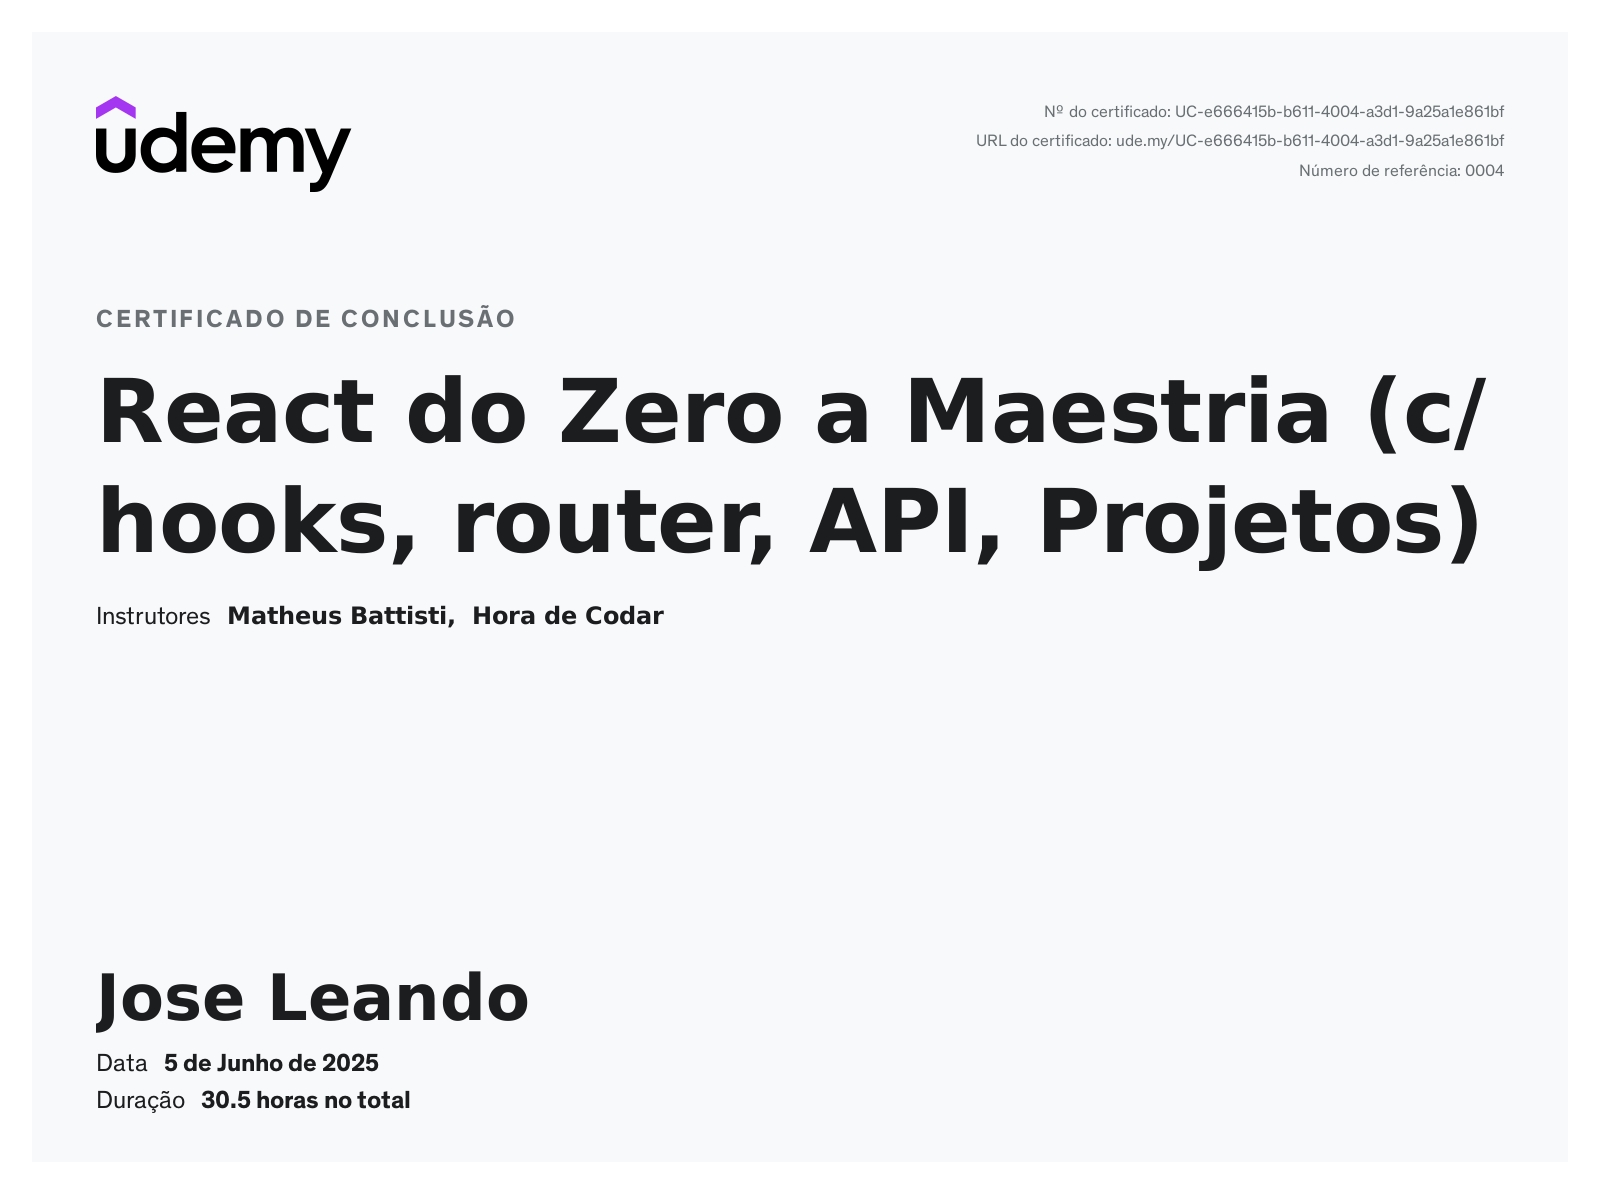 udemy
Nº do certificado: UC-e666415b-b611-4004-a3d1-9a25a1e861bf
URL do certificado: ude.my/UC-e666415b-b611-4004-a3d1-9a25a1e861bf
Número de referência: 0004
CERTIFICADO DE CONCLUSÃO
React do Zero a Maestria (c/
hooks, router, API, Projetos)
Instrutores Matheus Battisti, Hora de Codar
Jose Leando
Data 5 de Junho de 2025
Duração 30.5 horas no total